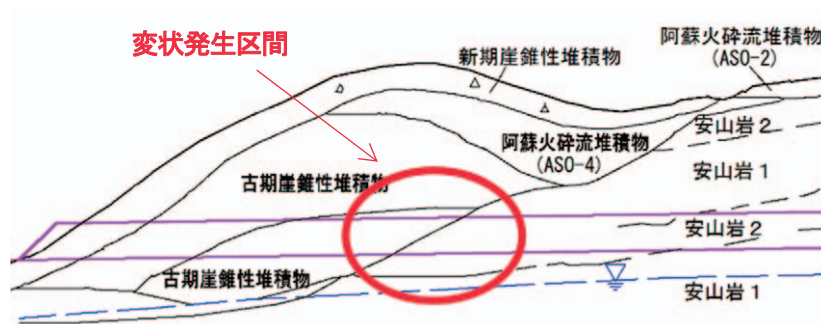 変状発生区間
新期崖錐性堆積物
阿蘇火砕流堆積物
(ASO-2)
安山岩2
阿蘇火砕流堆積物
(ASO-4)
安山岩1
古期崖錐性堆積物
安山岩2
古期崖錐性堆積物
安山岩1